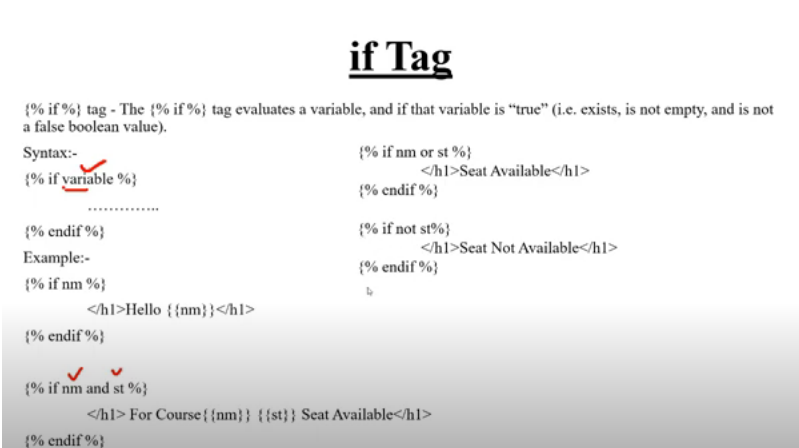 if Tag
{% if %} tag - The {% if %} tag evaluates a variable, and if that variable is “true” (i.e. exists, is not empty, and is not
a false boolean value).
Syntax:-
{% if variable %}
..............
{% endif %}
Example:-
{% if nm %}
</h1>Hello {{nm}}</h1>
{% endif %}
{% if nm and st %}
</h1> For Course{{nm}} {{st}} Seat Available</h1>
{% endif %}
{% if nm or st %}
</h1>Seat Available</h1>
{% endif %}
{% if not st%}
</h1>Seat Not Available</h1>
{% endif %}